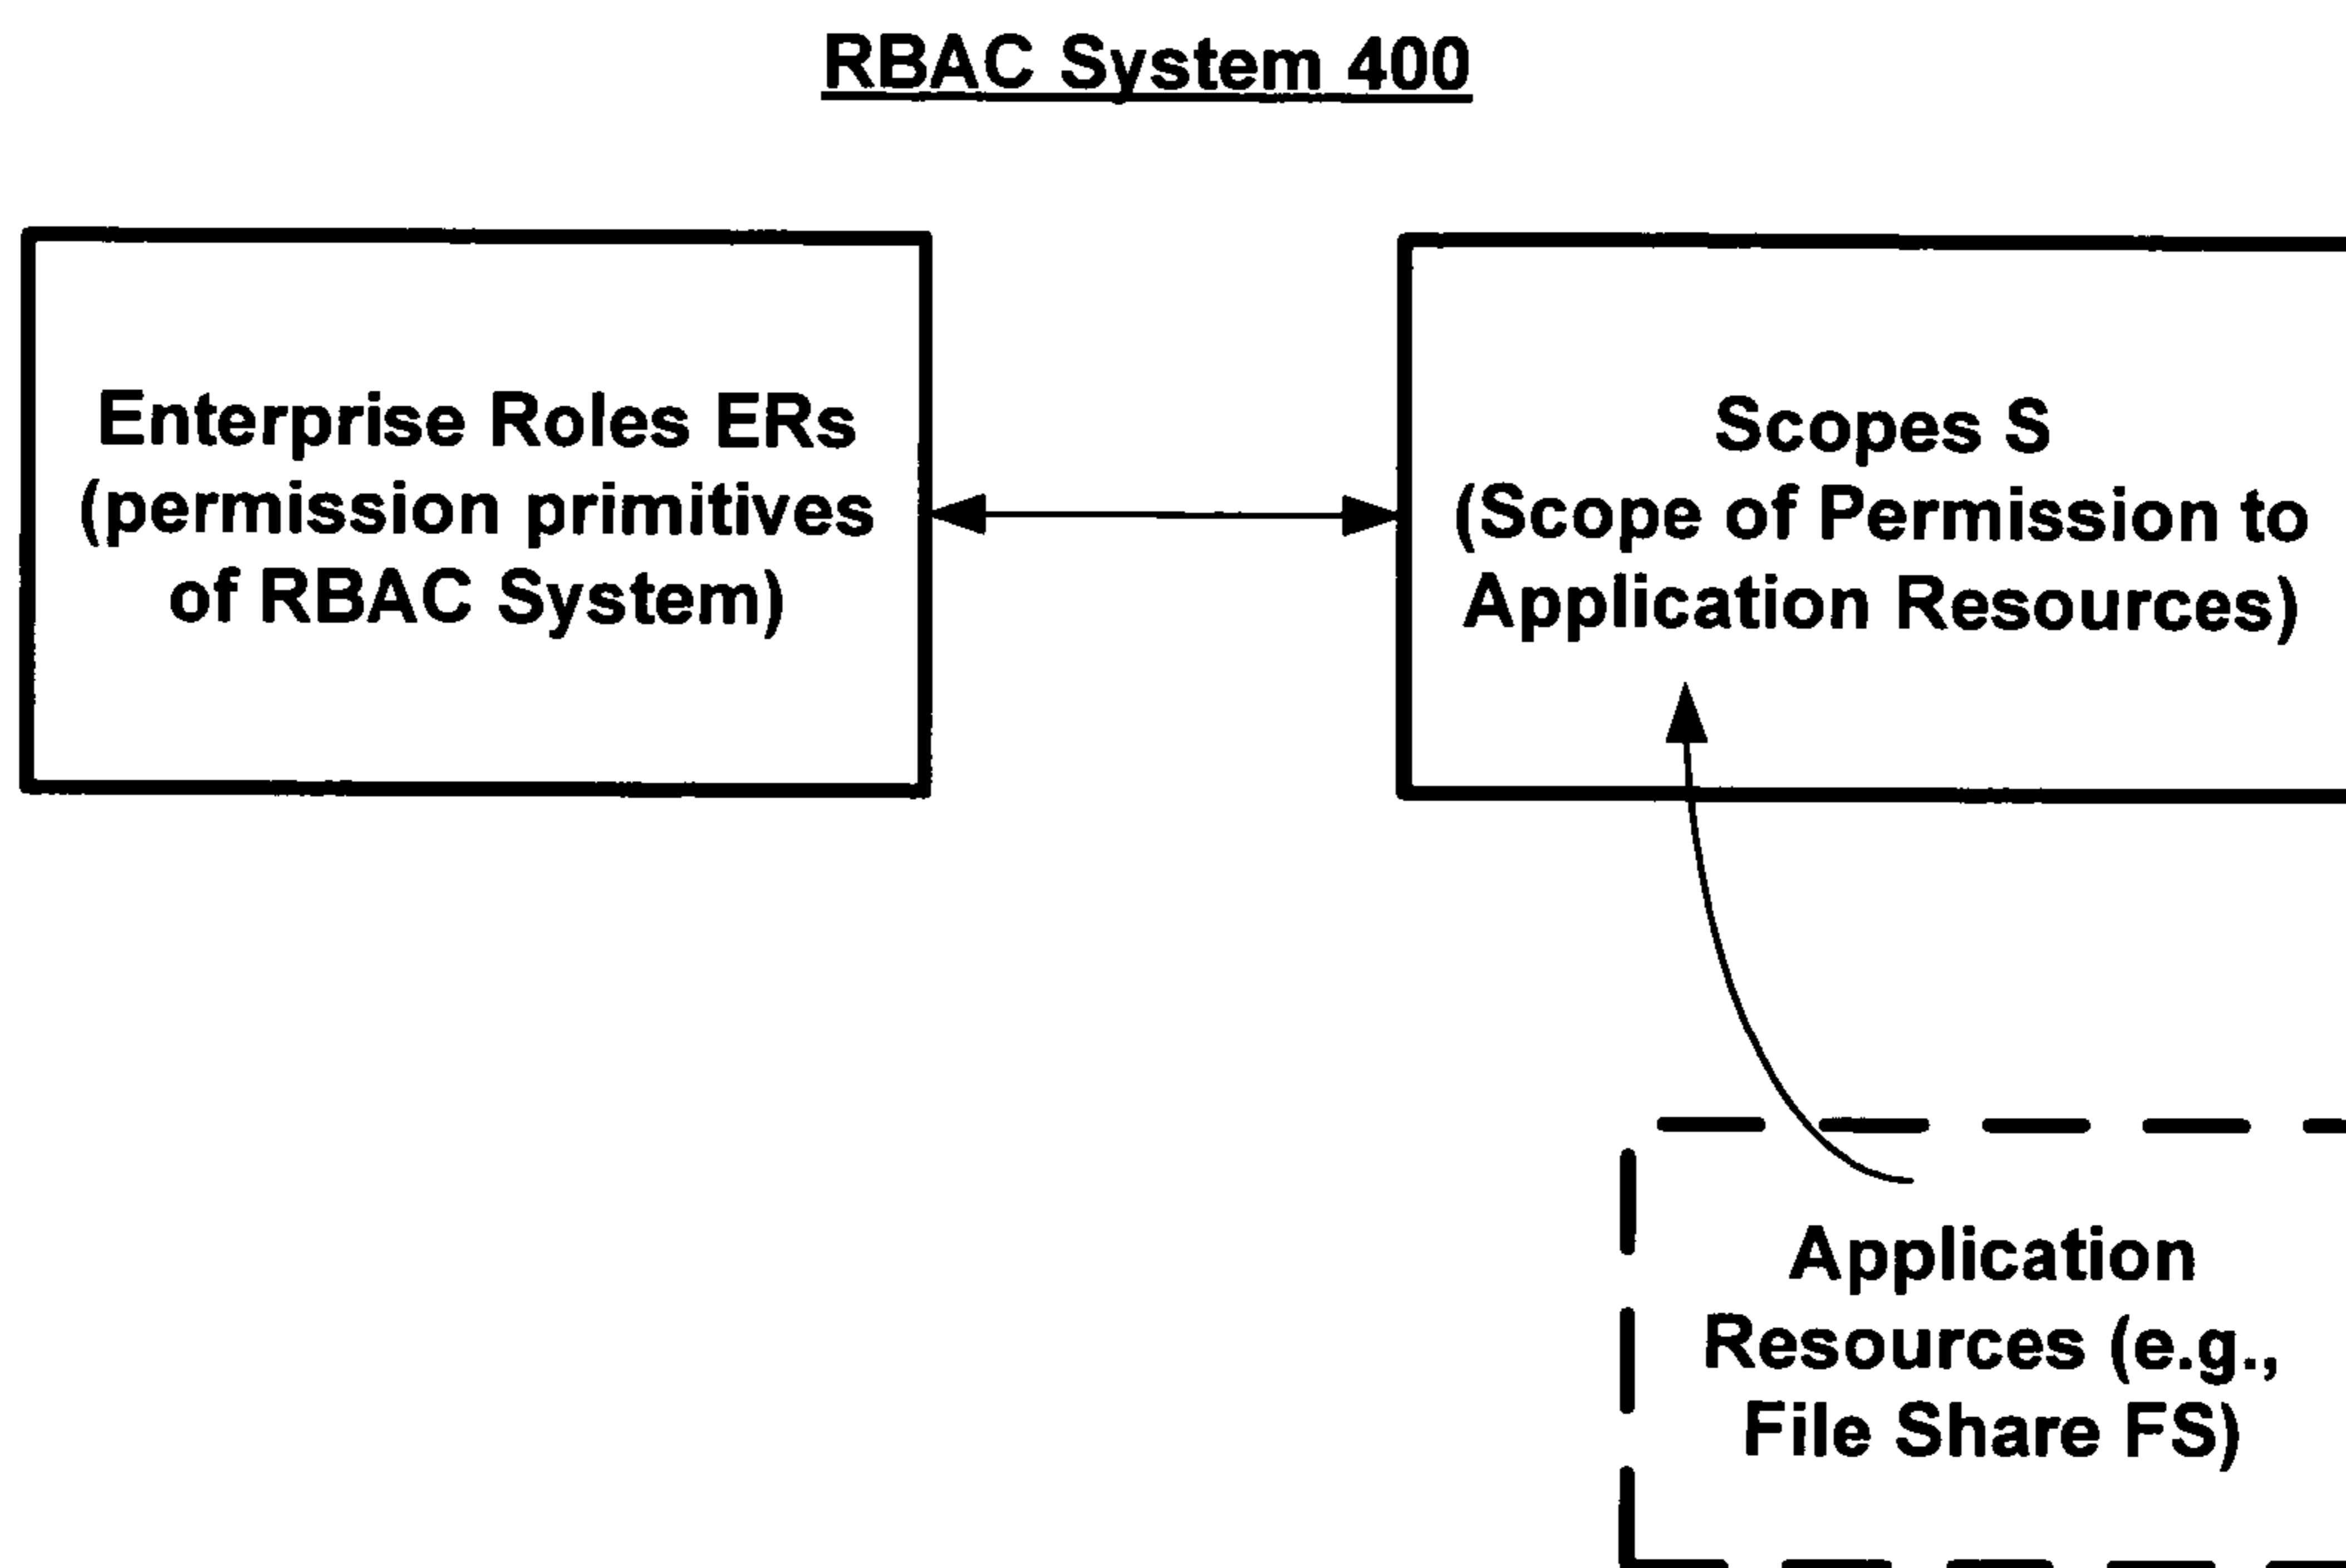 RBAC System 400
Enterprise Roles ERs
(permission primitives
of RBAC System)
Scopes S
(Scope of Permission to
Application Resources)
Application
Resources (e.g.,
File Share FS)